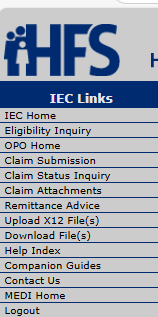 HFS
H
IEC Links
IEC Home
Eligibility Inquiry
OPO Home
Claim Submission
Claim Status Inquiry
Claim Attachments
Remittance Advice
Upload X12 File(s)
Download File(s)
Help Index
Companion Guides
Contact Us
MEDI Home
Logout